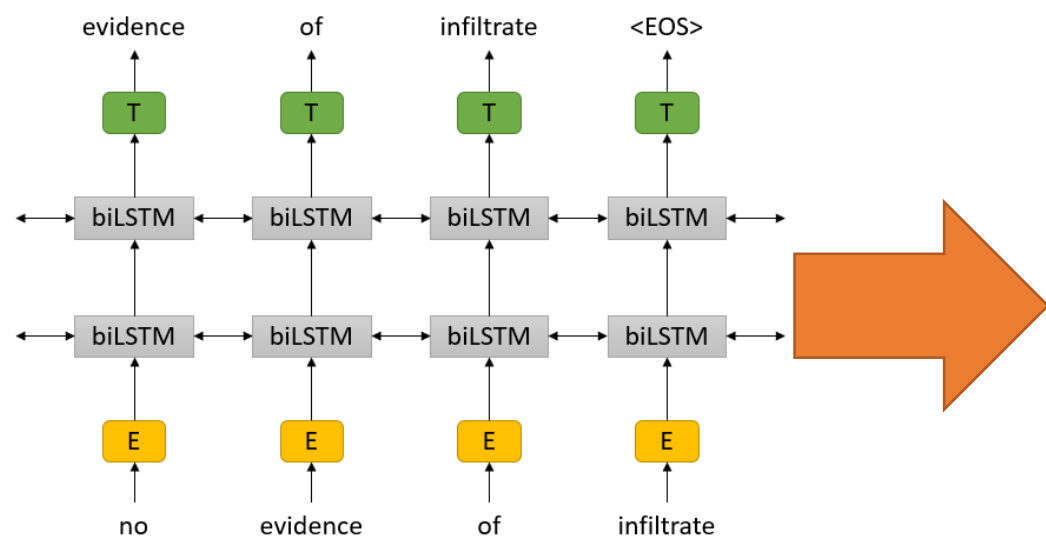 evidence of infiltrate <EOS>
T T T T
biLSTM biLSTM biLSTM biLSTM
biLSTM biLSTM biLSTM biLSTM
E E E E
no evidence of infiltrate